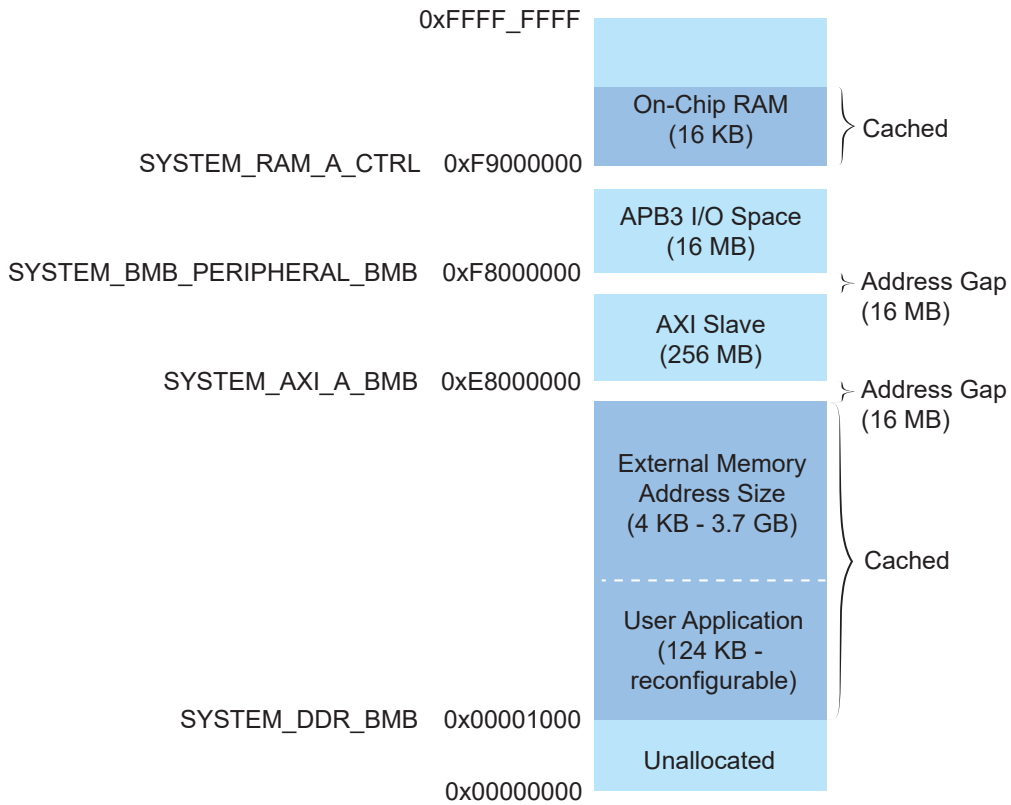 0xFFFF_FFFF
On-Chip RAM
(16 KB)
Cached
SYSTEM_RAM_A_CTRL 0xF9000000
APB3 I/O Space
(16 MB)
SYSTEM_BMB_PERIPHERAL_BMB 0xF8000000
Address Gap
(16 MB)
AXI Slave
(256 MB)
SYSTEM_AXI_A_BMB 0xE8000000
Address Gap
(16 MB)
External Memory
Address Size
(4 KB - 3.7 GB)
Cached
User Application
(124 KB -
reconfigurable)
SYSTEM_DDR_BMB 0x00001000
Unallocated
0x00000000